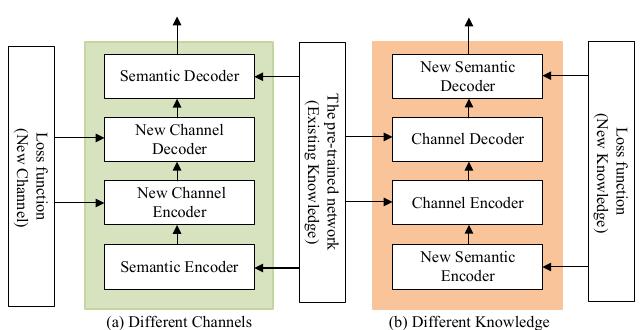 Loss function
(New Channel)
Semantic Decoder
New Channel
Decoder
New Channel
Encoder
Semantic Encoder
(a) Different Channels
The pre-trained network
(Existing Knowledge)
New Semantic
Decoder
Channel Decoder
Channel Encoder
New Semantic
Encoder
(b) Different Knowledge
Loss function
(New Knowledge)